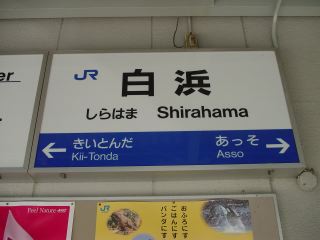 JR 白浜
しらはま Shirahama
きいとんだ あっそ
Kii-Tonda Asso
er
Feel Nature
JR
おふろにす
ごはんにす
パンダにす